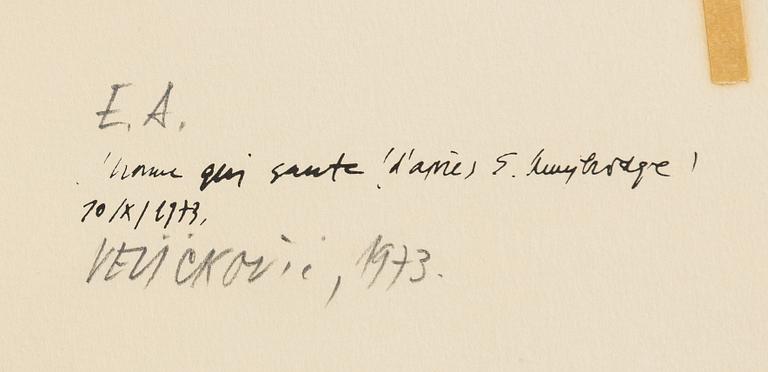 E.A.
'homme qui saute' (d'après E. Muybridge)
10/X/1973,
VELIČKOVIĆ, 1973.